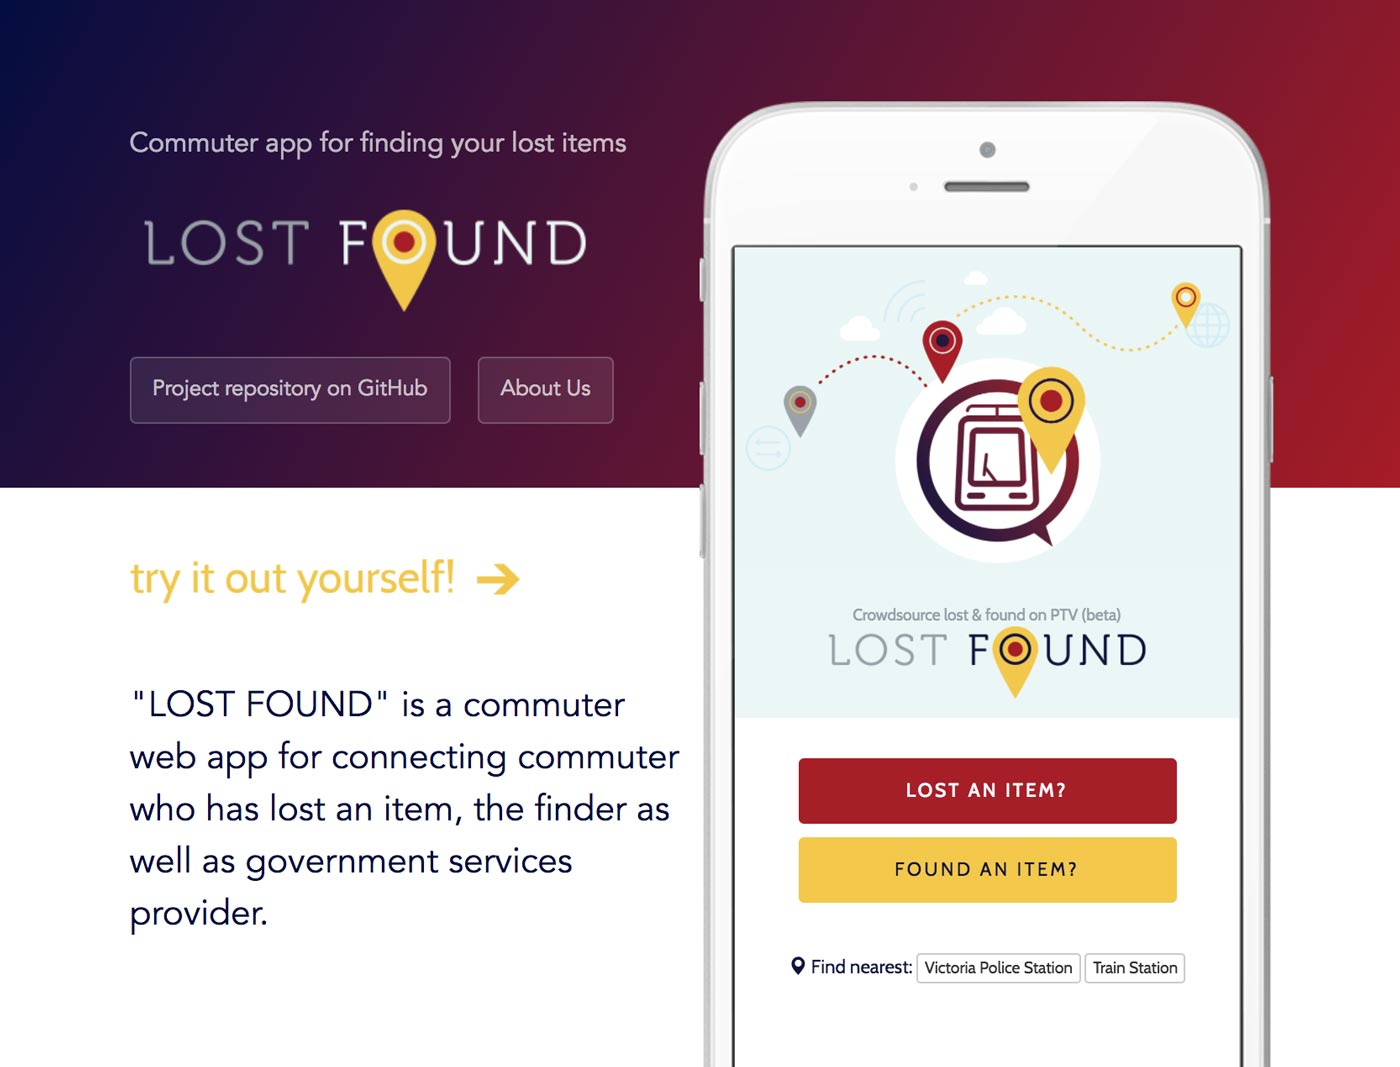 Commuter app for finding your lost items
LOST FOUND
Project repository on GitHub
About Us
try it out yourself! ➔
"LOST FOUND" is a commuter
web app for connecting commuter
who has lost an item, the finder as
well as government services
provider.
Crowdsource lost & found on PTV (beta)
LOST FOUND
LOST AN ITEM?
FOUND AN ITEM?
Find nearest: Victoria Police Station Train Station